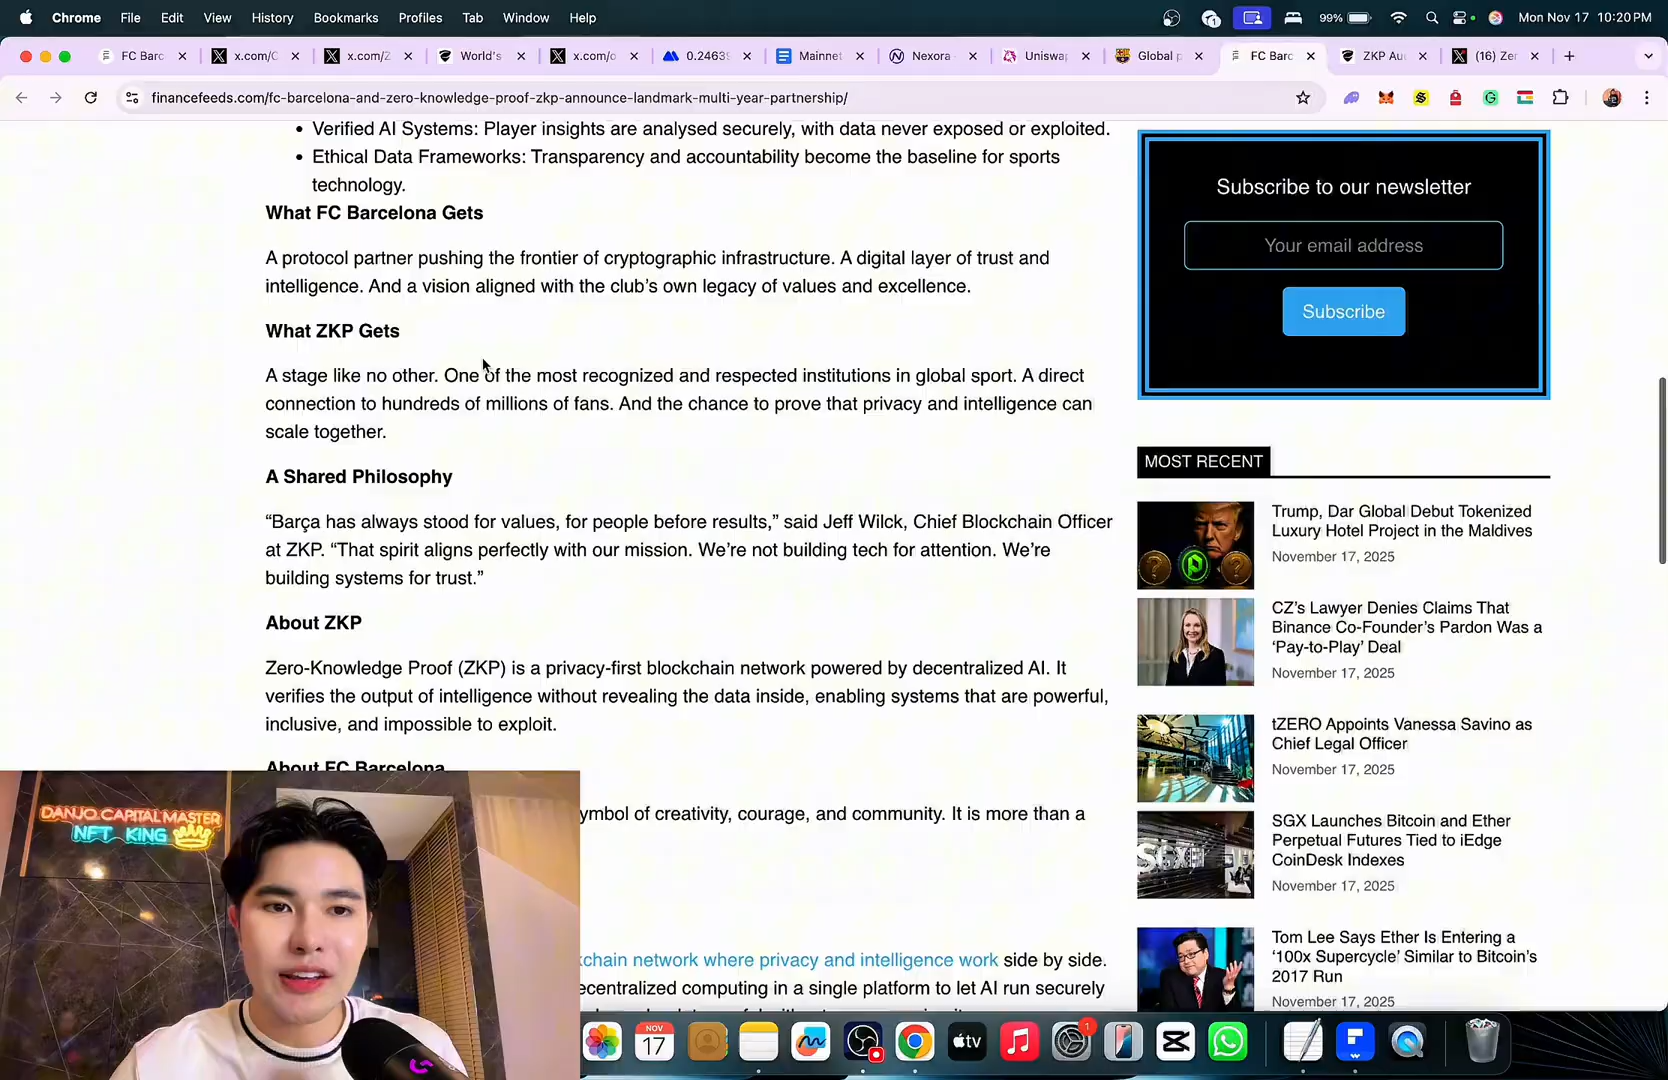 Chrome File Edit View History Bookmarks Profiles Tab Window Help
99% Mon Nov 17 10:20 PM
FC Barc x.com/C x.com/Z World's x.com/o 0.2463 Mainnet Nexora Uniswap Global p FC Barc ZKP Au (16) Zer
financefeeds.com/fc-barcelona-and-zero-knowledge-proof-zkp-announce-landmark-multi-year-partnership/
• Verified AI Systems: Player insights are analysed securely, with data never exposed or exploited.
• Ethical Data Frameworks: Transparency and accountability become the baseline for sports
technology.
What FC Barcelona Gets
A protocol partner pushing the frontier of cryptographic infrastructure. A digital layer of trust and
intelligence. And a vision aligned with the club’s own legacy of values and excellence.
What ZKP Gets
A stage like no other. One of the most recognized and respected institutions in global sport. A direct
connection to hundreds of millions of fans. And the chance to prove that privacy and intelligence can
scale together.
A Shared Philosophy
“Barça has always stood for values, for people before results,” said Jeff Wilck, Chief Blockchain Officer
at ZKP. “That spirit aligns perfectly with our mission. We’re not building tech for attention. We’re
building systems for trust.”
About ZKP
Zero-Knowledge Proof (ZKP) is a privacy-first blockchain network powered by decentralized AI. It
verifies the output of intelligence without revealing the data inside, enabling systems that are powerful,
inclusive, and impossible to exploit.
About FC Barcelona
ymbol of creativity, courage, and community. It is more than a
kchain network where privacy and intelligence work side by side.
ecentralized computing in a single platform to let AI run securely
Subscribe to our newsletter
Your email address
Subscribe
MOST RECENT
Trump, Dar Global Debut Tokenized
Luxury Hotel Project in the Maldives
November 17, 2025
CZ’s Lawyer Denies Claims That
Binance Co-Founder’s Pardon Was a
‘Pay-to-Play’ Deal
November 17, 2025
tZERO Appoints Vanessa Savino as
Chief Legal Officer
November 17, 2025
SGX Launches Bitcoin and Ether
Perpetual Futures Tied to iEdge
CoinDesk Indexes
November 17, 2025
Tom Lee Says Ether Is Entering a
‘100x Supercycle’ Similar to Bitcoin’s
2017 Run
November 17, 2025
DANJO CAPITAL MASTER
NFT KING
NOV
17
tv
1